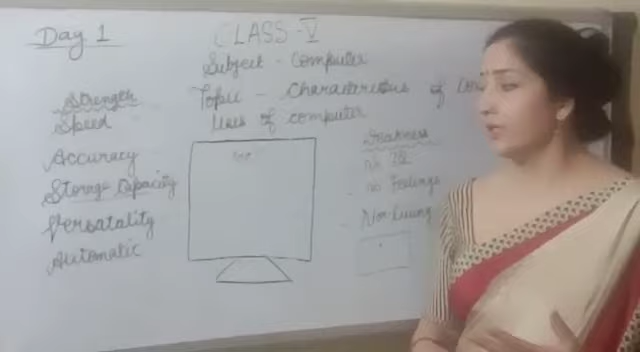 Day 1
CLASS-V
Subject - Computer
Topic - Characteristics of
Uses of computer
Strength
Speed
Accuracy
Storage Capacity
Versatality
Automatic
Weakness
no IQ
no Feelings
Non living